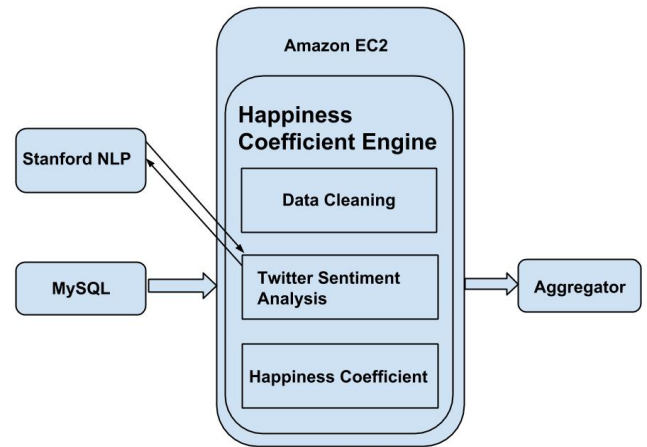 Amazon EC2
Happiness
Coefficient Engine
Stanford NLP
Data Cleaning
MySQL
Twitter Sentiment
Analysis
Aggregator
Happiness Coefficient